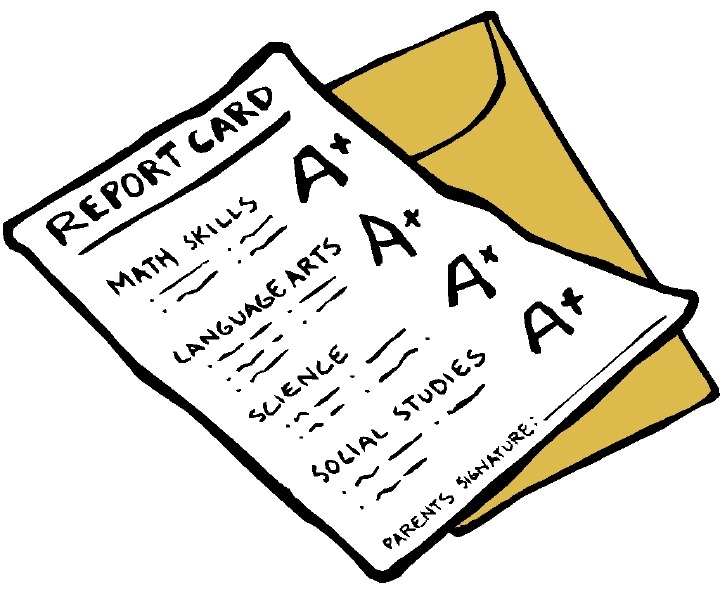 REPORT CARD
MATH SKILLS A+
LANGUAGE ARTS A+
SCIENCE A+
SOCIAL STUDIES A+
PARENTS SIGNATURE: